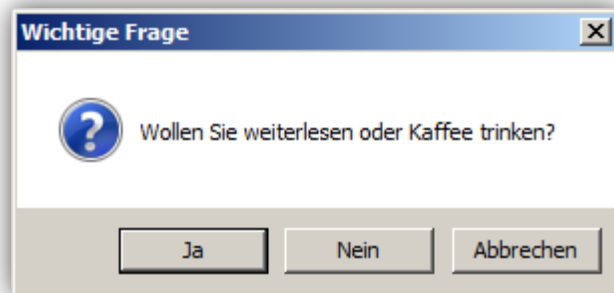 Wichtige Frage
Wollen Sie weiterlesen oder Kaffee trinken?
Ja Nein Abbrechen